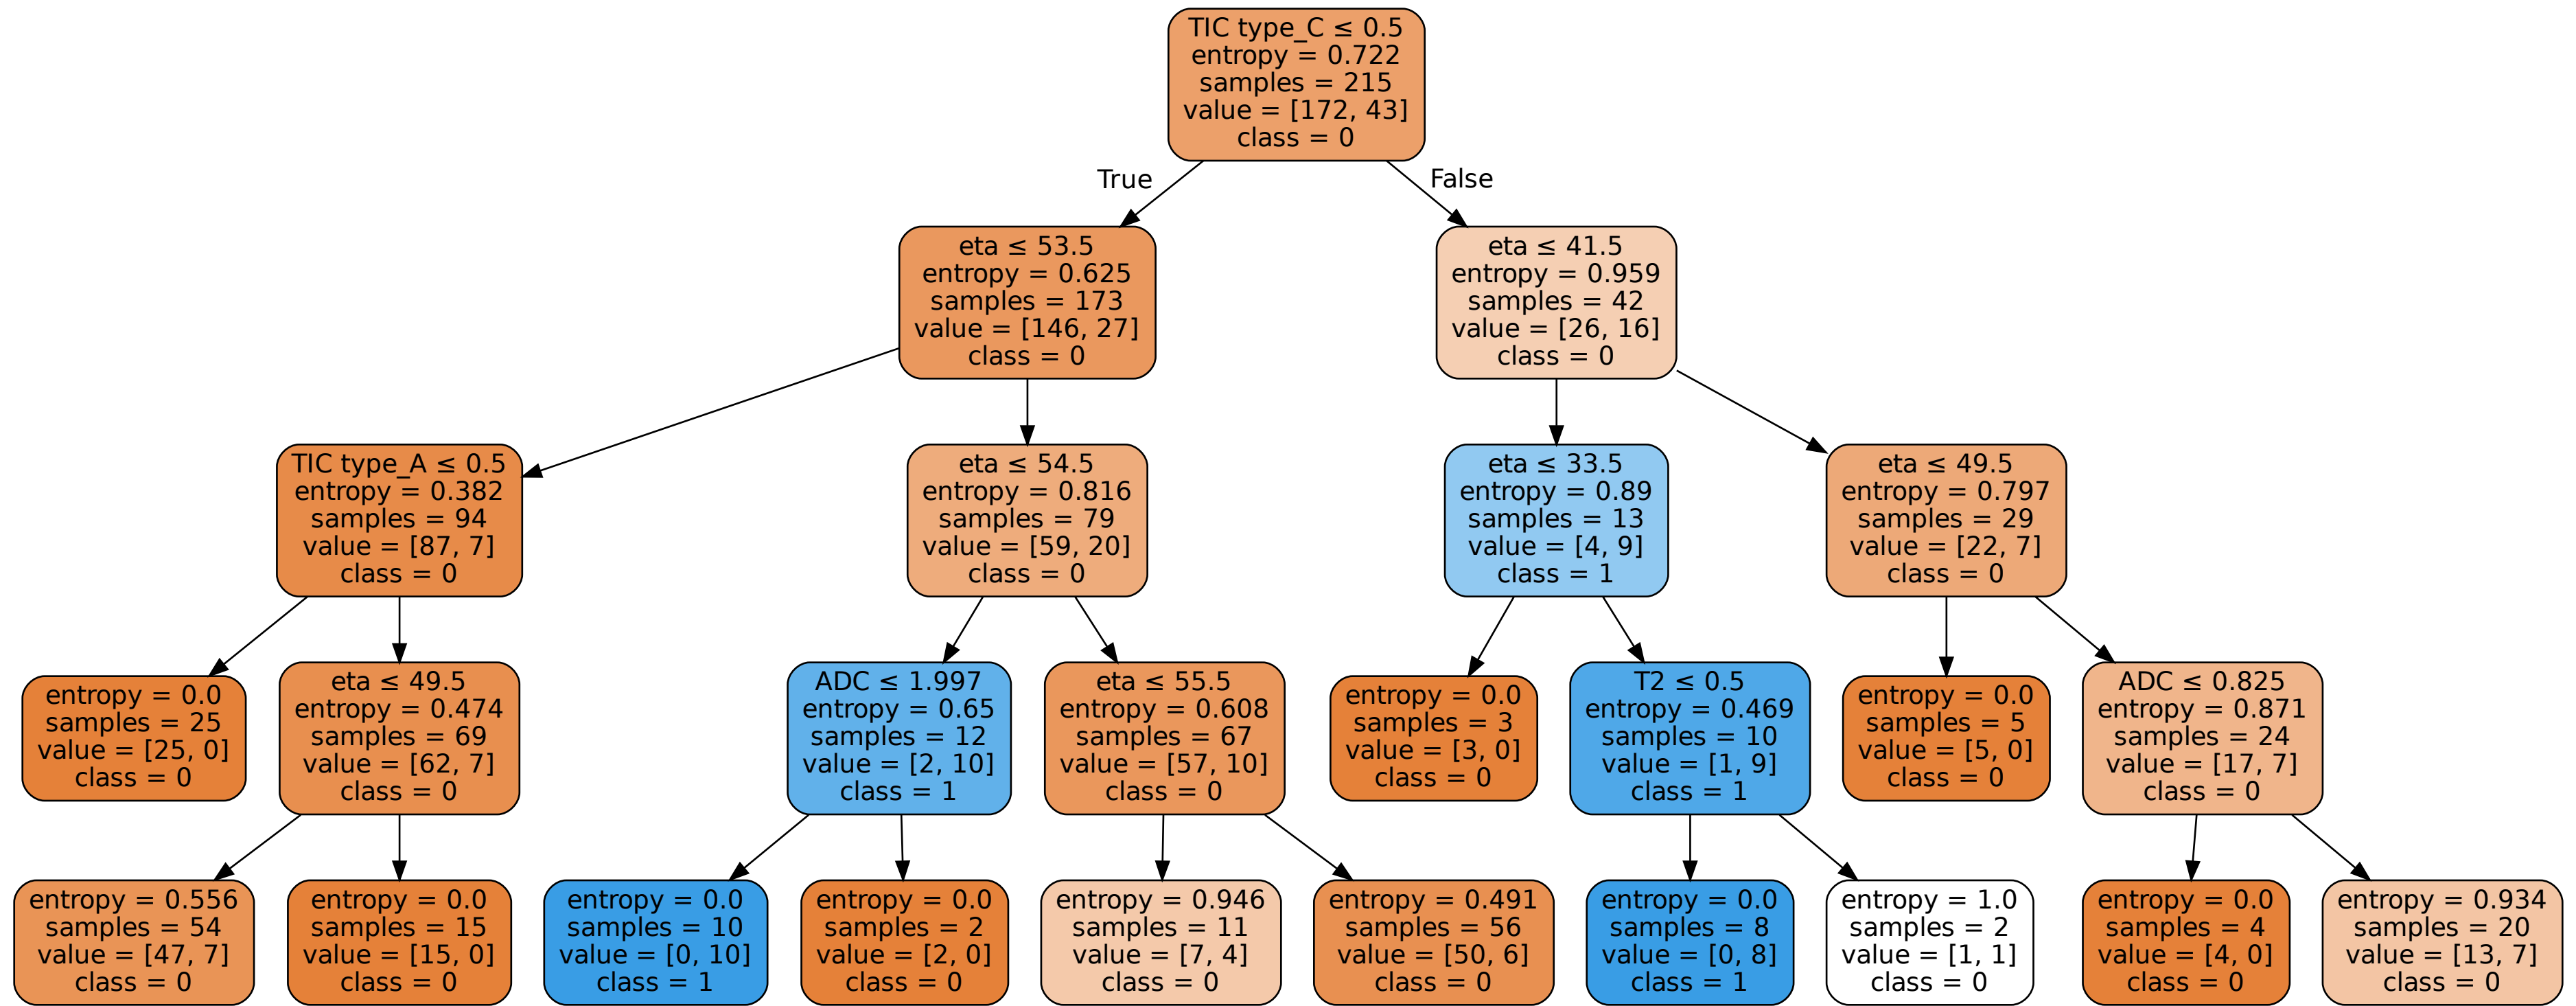 TIC type_C ≤ 0.5
entropy = 0.722
samples = 215
value = [172, 43]
class = 0
True
False
eta ≤ 53.5
entropy = 0.625
samples = 173
value = [146, 27]
class = 0
eta ≤ 41.5
entropy = 0.959
samples = 42
value = [26, 16]
class = 0
TIC type_A ≤ 0.5
entropy = 0.382
samples = 94
value = [87, 7]
class = 0
eta ≤ 54.5
entropy = 0.816
samples = 79
value = [59, 20]
class = 0
eta ≤ 33.5
entropy = 0.89
samples = 13
value = [4, 9]
class = 1
eta ≤ 49.5
entropy = 0.797
samples = 29
value = [22, 7]
class = 0
entropy = 0.0
samples = 25
value = [25, 0]
class = 0
eta ≤ 49.5
entropy = 0.474
samples = 69
value = [62, 7]
class = 0
ADC ≤ 1.997
entropy = 0.65
samples = 12
value = [2, 10]
class = 1
eta ≤ 55.5
entropy = 0.608
samples = 67
value = [57, 10]
class = 0
entropy = 0.0
samples = 3
value = [3, 0]
class = 0
T2 ≤ 0.5
entropy = 0.469
samples = 10
value = [1, 9]
class = 1
entropy = 0.0
samples = 5
value = [5, 0]
class = 0
ADC ≤ 0.825
entropy = 0.871
samples = 24
value = [17, 7]
class = 0
entropy = 0.556
samples = 54
value = [47, 7]
class = 0
entropy = 0.0
samples = 15
value = [15, 0]
class = 0
entropy = 0.0
samples = 10
value = [0, 10]
class = 1
entropy = 0.0
samples = 2
value = [2, 0]
class = 0
entropy = 0.946
samples = 11
value = [7, 4]
class = 0
entropy = 0.491
samples = 56
value = [50, 6]
class = 0
entropy = 0.0
samples = 8
value = [0, 8]
class = 1
entropy = 1.0
samples = 2
value = [1, 1]
class = 0
entropy = 0.0
samples = 4
value = [4, 0]
class = 0
entropy = 0.934
samples = 20
value = [13, 7]
class = 0